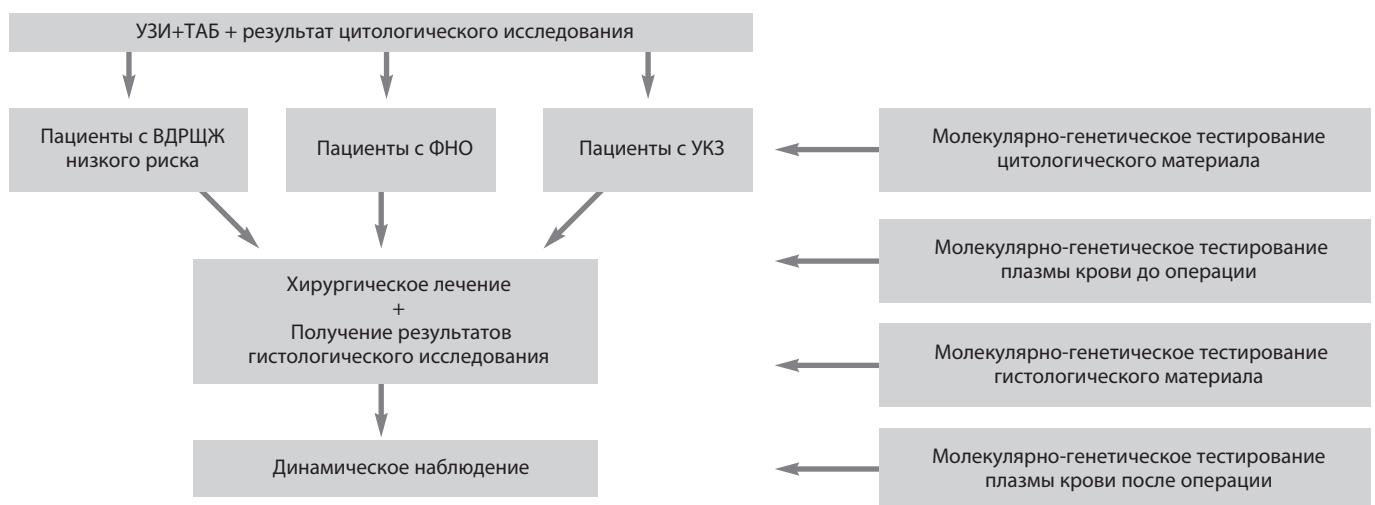 УЗИ+ТАБ + результат цитологического исследования
Пациенты с ВДРЩЖ
низкого риска
Пациенты с ФНО
Пациенты с УКЗ
Молекулярно-генетическое тестирование
цитологического материала
Молекулярно-генетическое тестирование
плазмы крови до операции
Хирургическое лечение
+
Получение результатов
гистологического исследования
Молекулярно-генетическое тестирование
гистологического материала
Динамическое наблюдение
Молекулярно-генетическое тестирование
плазмы крови после операции